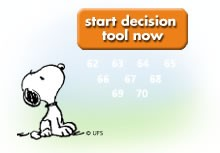 start decision
tool now
62 63 64 65
66 67 68
69 70
© UFS